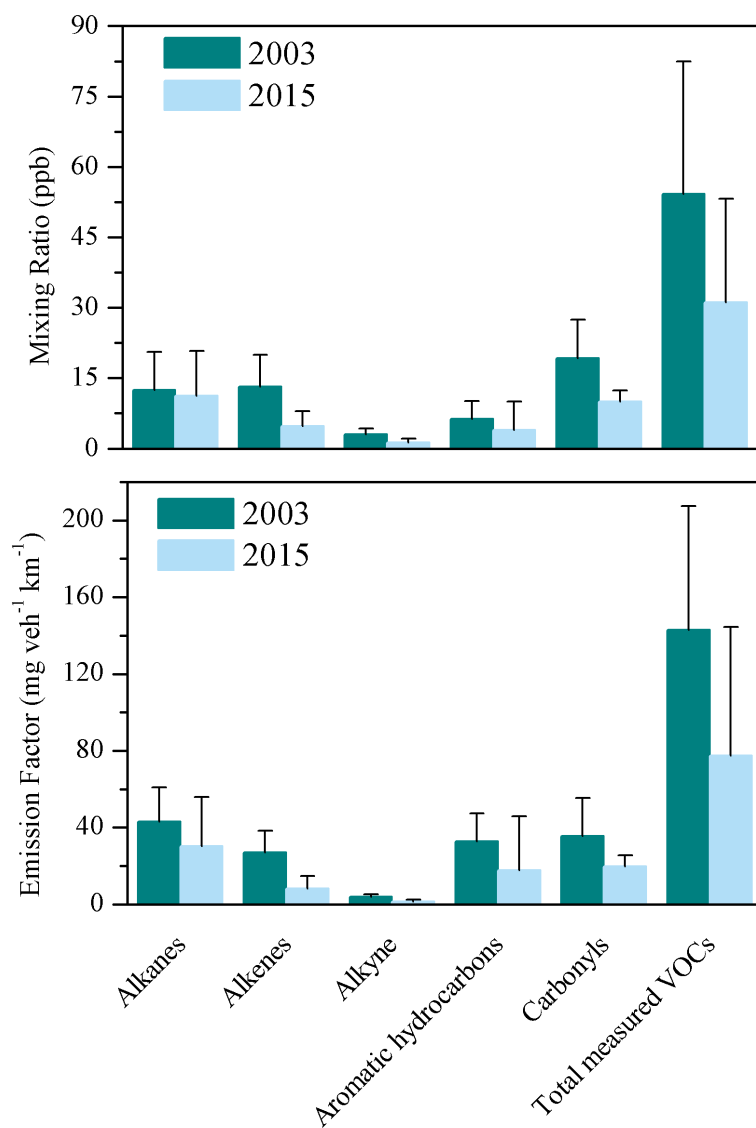 90
75
60
45
30
15
0
Mixing Ratio (ppb)
2003
2015
200
160
120
80
40
0
Emission Factor (mg veh⁻¹ km⁻¹)
2003
2015
Alkanes
Alkenes
Alkyne
Aromatic hydrocarbons
Carbonyls
Total measured VOCs